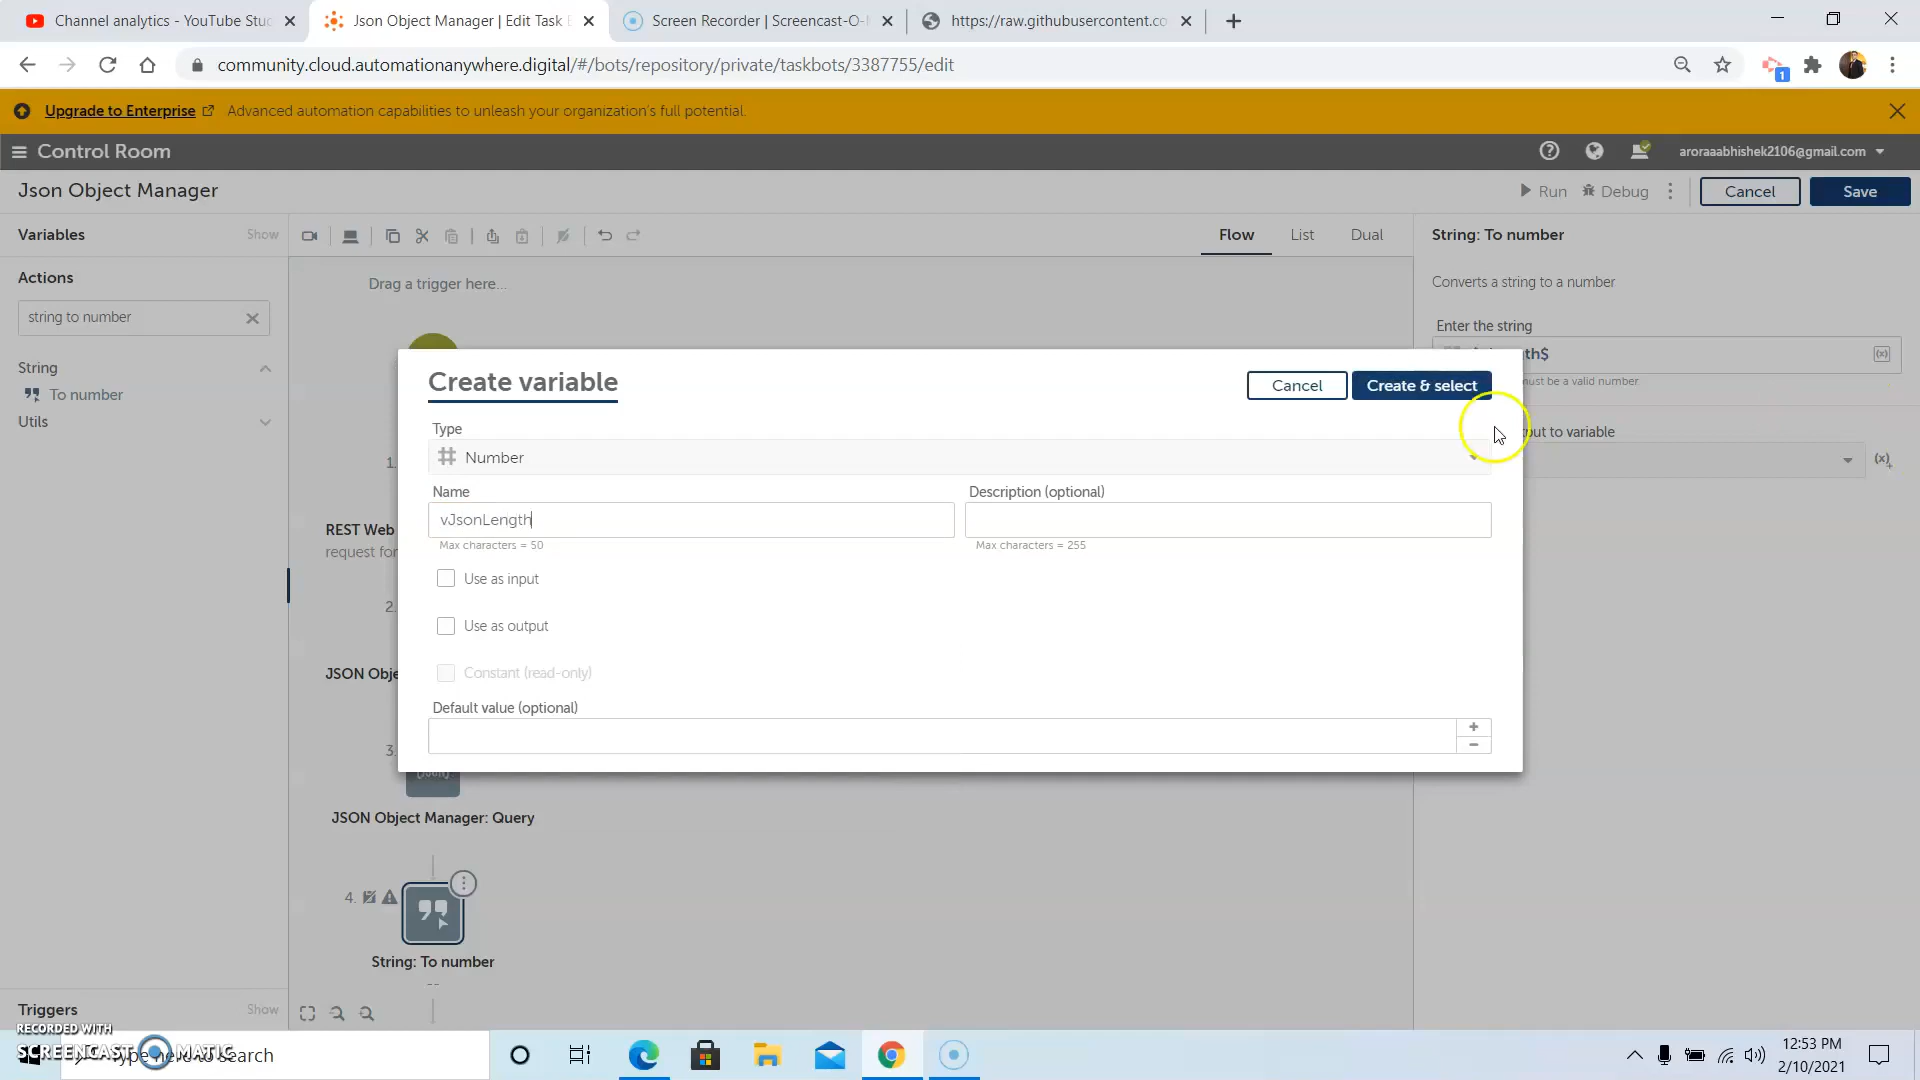 Channel analytics - YouTube Stu
Json Object Manager | Edit Task
Screen Recorder | Screencast-O-
https://raw.githubusercontent.co
community.cloud.automationanywhere.digital/#/bots/repository/private/taskbots/3387755/edit
1
Upgrade to Enterprise
Advanced automation capabilities to unleash your organization's full potential.
Control Room
aroraaabhishek2106@gmail.com
Json Object Manager
Run
Debug
Cancel
Save
Variables
Show
Flow
List
Dual
String: To number
Actions
Drag a trigger here...
Converts a string to a number
string to number
Enter the string
th$
must be a valid number
String
To number
Utils
Create variable
Cancel
Create & select
Type
put to variable
Number
Name
Description (optional)
vJsonLength
Max characters = 50
Max characters = 255
Use as input
Use as output
Constant (read-only)
Default value (optional)
1.
REST Web
request for
2.
JSON Obje
3.
JSON Object Manager: Query
4.
String: To number
--
Triggers
Show
RECORDED WITH
SCREENCAST MATIC
Type here to search
12:53 PM
2/10/2021